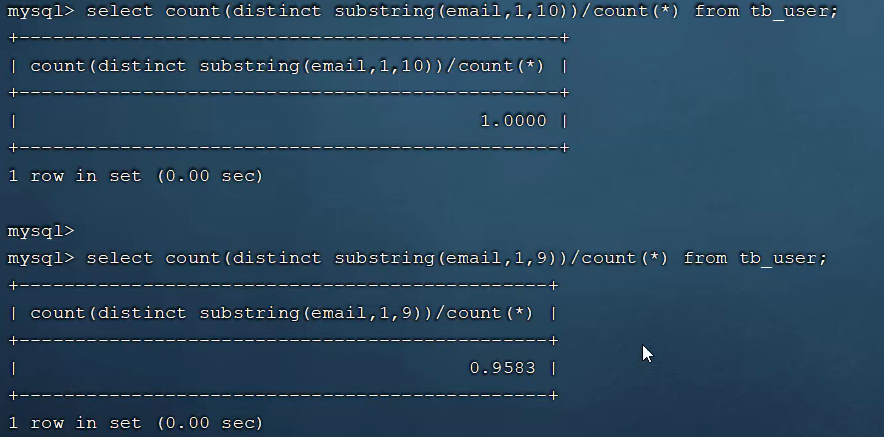 mysql> select count(distinct substring(email,1,10))/count(*) from tb_user;
+------------------------------------------------+
| count(distinct substring(email,1,10))/count(*) |
+------------------------------------------------+
|                                         1.0000 |
+------------------------------------------------+
1 row in set (0.00 sec)

mysql>
mysql> select count(distinct substring(email,1,9))/count(*) from tb_user;
+-----------------------------------------------+
| count(distinct substring(email,1,9))/count(*) |
+-----------------------------------------------+
|                                        0.9583 |
+-----------------------------------------------+
1 row in set (0.00 sec)